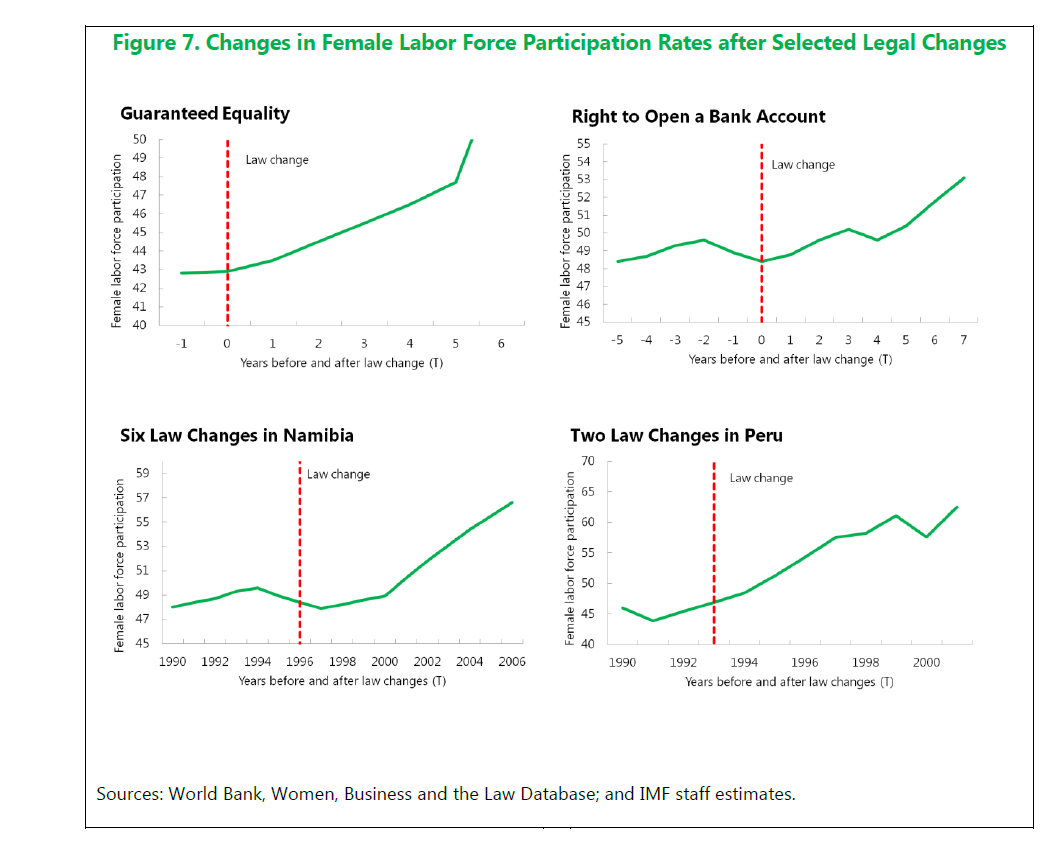 Figure 7. Changes in Female Labor Force Participation Rates after Selected Legal Changes
Guaranteed Equality
Female labor force participation
50
49
48
47
46
45
44
43
42
41
40
Law change
-1 0 1 2 3 4 5 6
Years before and after law change (T)
Right to Open a Bank Account
Female labor force participation
55
54
53
52
51
50
49
48
47
46
45
Law change
-5 -4 -3 -2 -1 0 1 2 3 4 5 6 7
Years before and after law change (T)
Six Law Changes in Namibia
Female labor force participation
59
57
55
53
51
49
47
45
Law change
1990 1992 1994 1996 1998 2000 2002 2004 2006
Years before and after law changes (T)
Two Law Changes in Peru
Female labor force participation
70
65
60
55
50
45
40
Law change
1990 1992 1994 1996 1998 2000
Years before and after law changes (T)
Sources: World Bank, Women, Business and the Law Database; and IMF staff estimates.